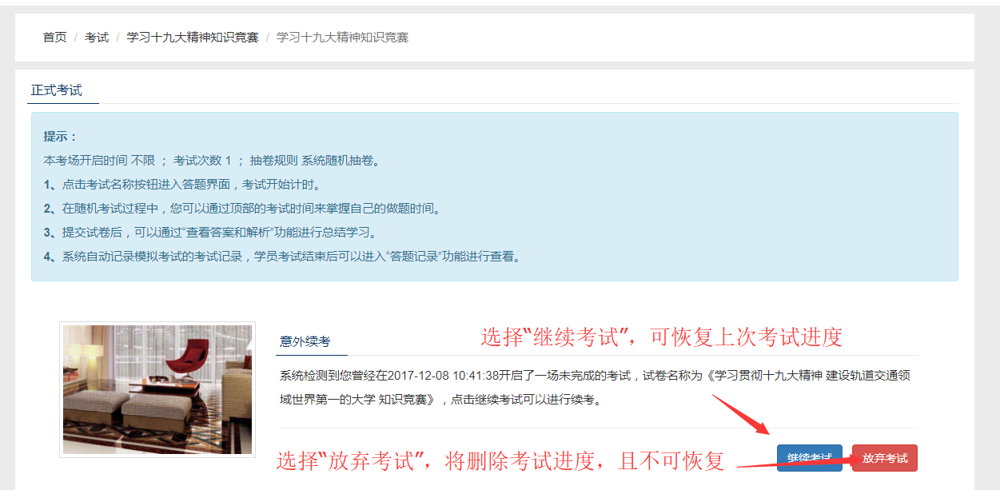 首页 / 考试 / 学习十九大精神知识竞赛 / 学习十九大精神知识竞赛
正式考试
提示：
本考场开启时间 不限 ； 考试次数 1 ； 抽卷规则 系统随机抽卷。
1、点击考试名称按钮进入答题界面，考试开始计时。
2、在随机考试过程中，您可以通过顶部的考试时间来掌握自己的做题时间。
3、提交试卷后，可以通过“查看答案和解析”功能进行总结学习。
4、系统自动记录模拟考试的考试记录，学员考试结束后可以进入“答题记录”功能进行查看。
选择“继续考试”，可恢复上次考试进度
意外续考
系统检测到您曾经在2017-12-08 10:41:38开启了一场未完成的考试，试卷名称为《学习贯彻十九大精神 建设轨道交通领
域世界第一的大学 知识竞赛》，点击继续考试可以进行续考。
选择“放弃考试”，将删除考试进度，且不可恢复
继续考试 放弃考试